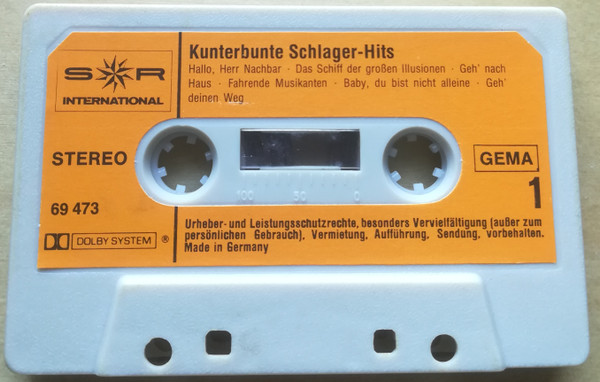 Kunterbunte Schlager-Hits
Hallo, Herr Nachbar · Das Schiff der großen Illusionen · Geh' nach
Haus · Fahrende Musikanten · Baby, du bist nicht alleine · Geh'
deinen Weg
S R
INTERNATIONAL
STEREO
GEMA
1
100 50 0
69 473
DOLBY SYSTEM ®
Urheber- und Leistungsschutzrechte, besonders Vervielfältigung (außer zum
persönlichen Gebrauch), Vermietung, Aufführung, Sendung, vorbehalten.
Made in Germany